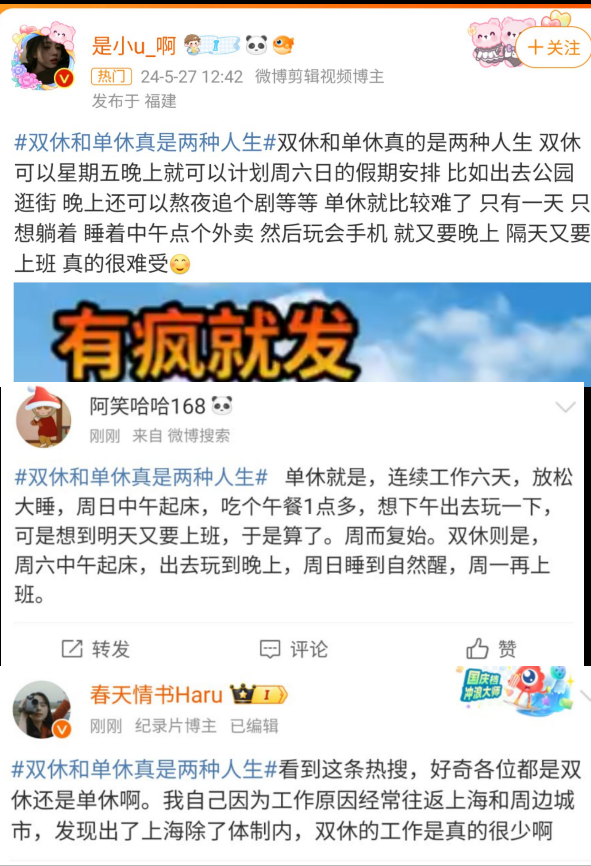 是小u_啊
+关注
热门 24-5-27 12:42 微博剪辑视频博主
发布于 福建
#双休和单休真是两种人生#双休和单休真的是两种人生 双休
可以星期五晚上就可以计划周六日的假期安排 比如出去公园
逛街 晚上还可以熬夜追个剧等等 单休就比较难了 只有一天 只
想躺着 睡着中午点个外卖 然后玩会手机 就又要晚上 隔天又要
上班 真的很难受
有疯就发
阿笑哈哈168
刚刚 来自 微博搜索
#双休和单休真是两种人生# 单休就是，连续工作六天，放松
大睡，周日中午起床，吃个午餐1点多，想下午出去玩一下，
可是想到明天又要上班，于是算了。周而复始。双休则是，
周六中午起床，出去玩到晚上，周日睡到自然醒，周一再上
班。
转发 评论 赞
春天情书Haru I
国庆档
冲浪大师
刚刚 纪录片博主 已编辑
#双休和单休真是两种人生#看到这条热搜，好奇各位都是双
休还是单休啊。我自己因为工作原因经常往返上海和周边城
市，发现出了上海除了体制内，双休的工作是真的很少啊